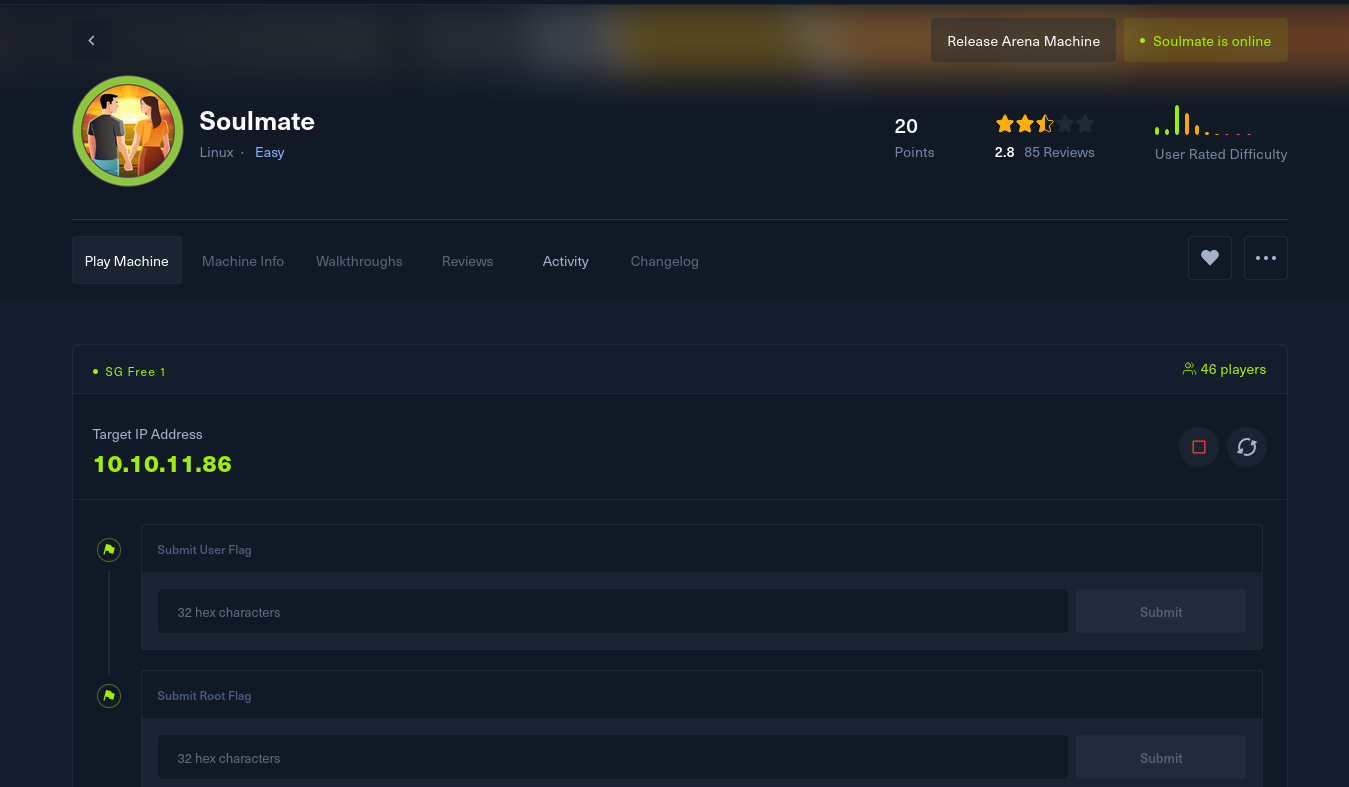 Release Arena Machine
Soulmate is online
Soulmate
Linux · Easy
20
Points
2.8 85 Reviews
User Rated Difficulty
Play Machine
Machine Info
Walkthroughs
Reviews
Activity
Changelog
SG Free 1
46 players
Target IP Address
10.10.11.86
Submit User Flag
32 hex characters
Submit
Submit Root Flag
32 hex characters
Submit